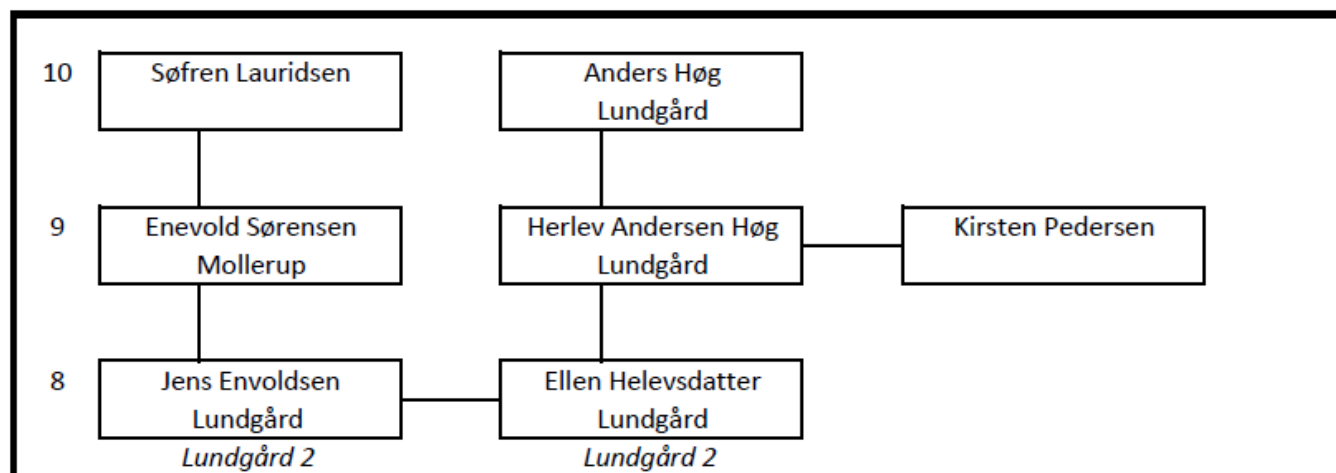 10
Søfren Lauridsen
Anders Høg
Lundgård
9
Enevold Sørensen
Mollerup
Herlev Andersen Høg
Lundgård
Kirsten Pedersen
8
Jens Envoldsen
Lundgård
Lundgård 2
Ellen Helevsdatter
Lundgård
Lundgård 2